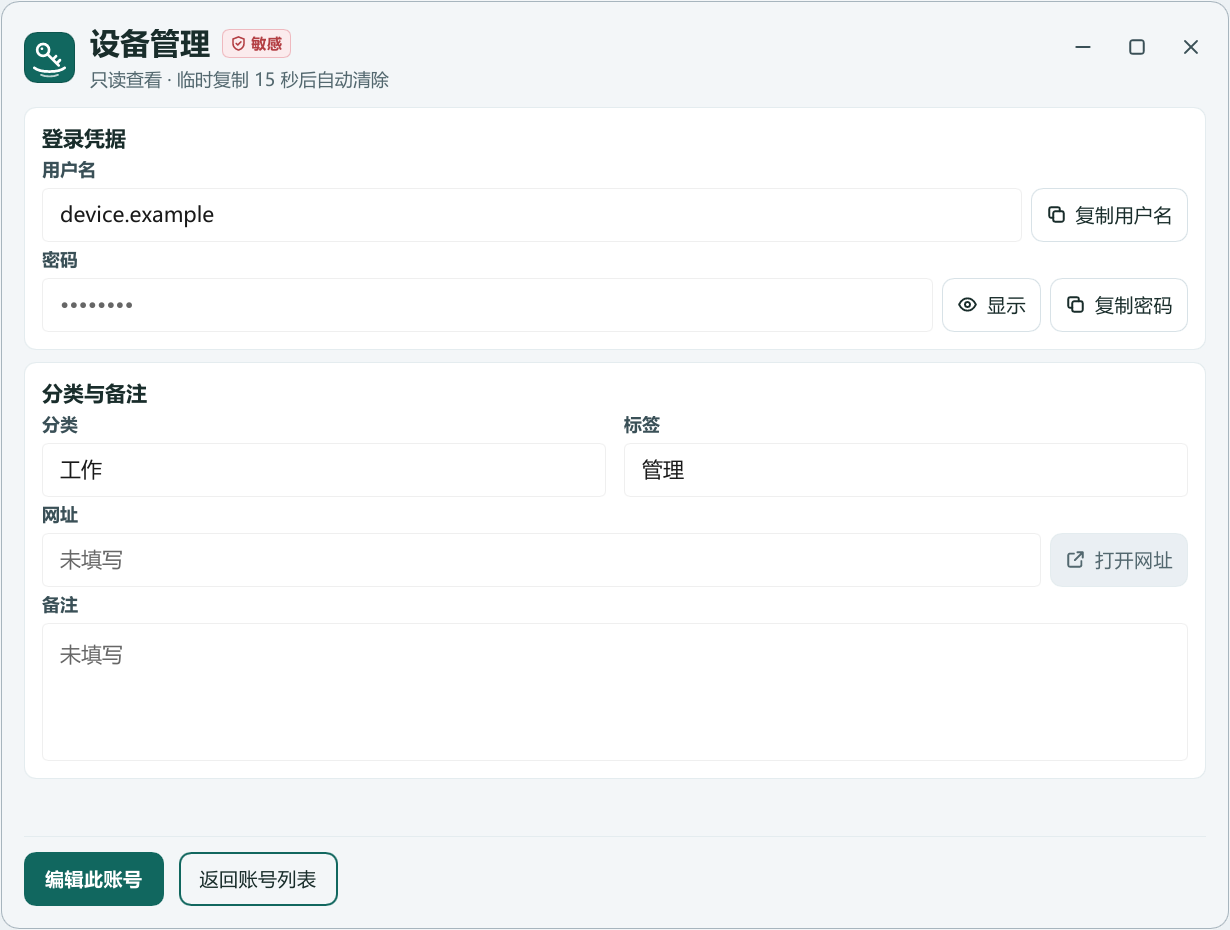 设备管理
敏感
只读查看 · 临时复制 15 秒后自动清除
登录凭据
用户名
device.example
复制用户名
密码
••••••••
显示
复制密码
分类与备注
分类
标签
工作
管理
网址
未填写
打开网址
备注
未填写
编辑此账号
返回账号列表